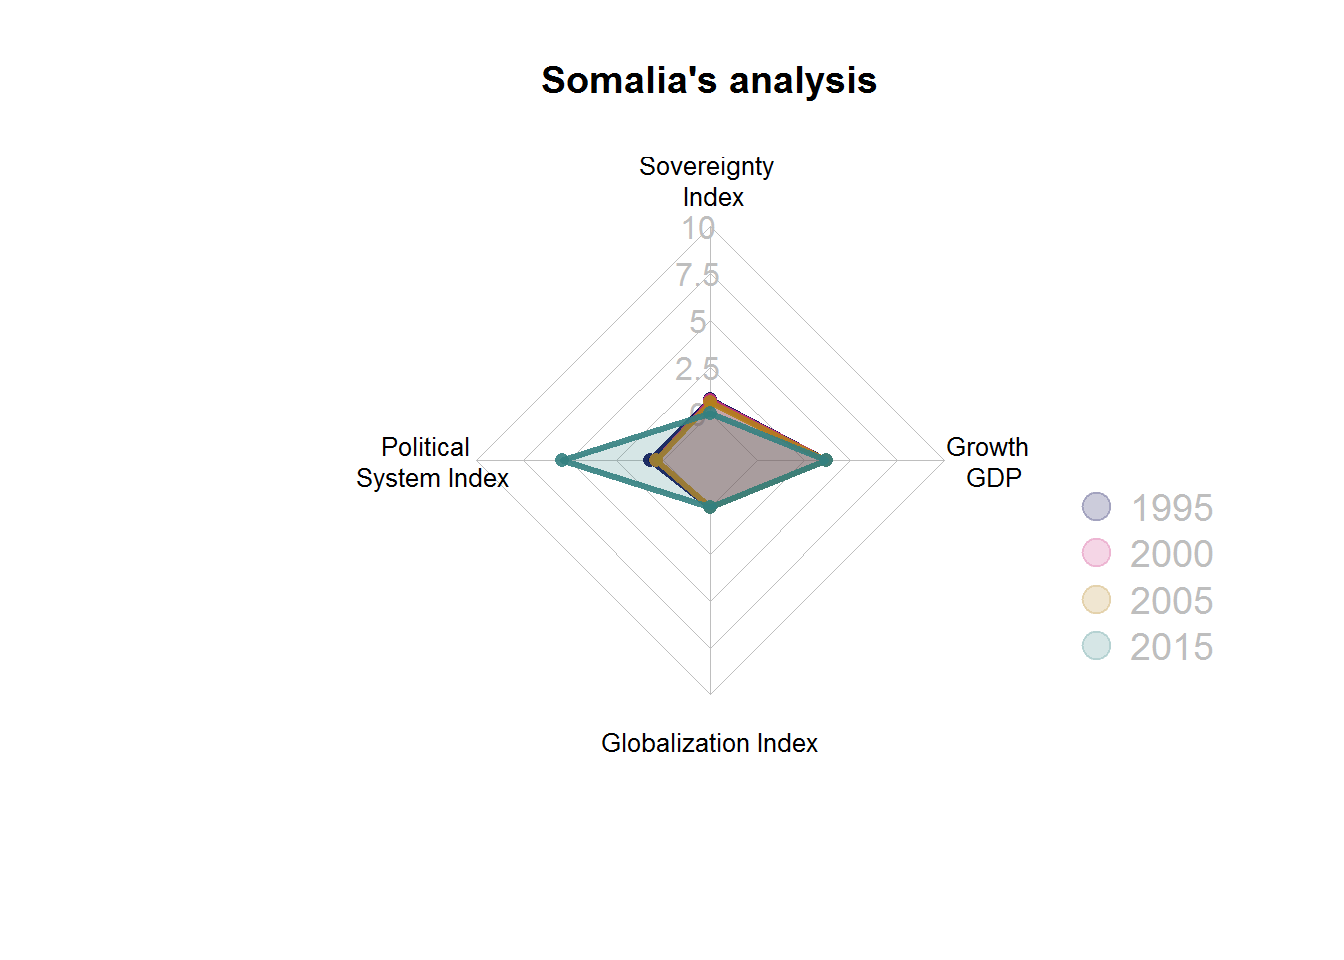 Somalia's analysis
Sovereignty
Index
10
7.5
5
2.5
0
Political
System Index
Growth
GDP
1995
2000
2005
2015
Globalization Index